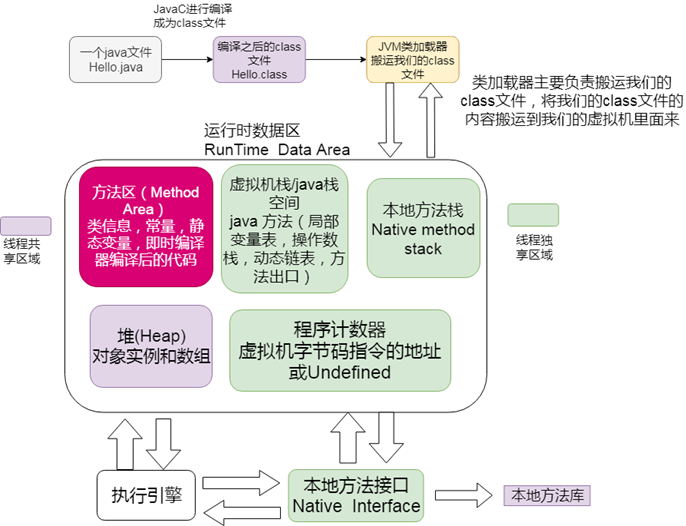 JavaC进行编译
成为class文件
一个java文件
Hello.java
编译之后的class
文件
Hello.class
JVM类加载器
搬运我们的class
文件
类加载器主要负责搬运我们的
class文件，将我们的class文件的
内容搬运到我们的虚拟机里面来
运行时数据区
RunTime Data Area
方法区（Method
Area）
类信息，常量，静
态变量，即时编译
器编译后的代码
虚拟机栈/java栈
空间
java 方法（局部
变量表，操作数
栈，动态链表，方
法出口）
本地方法栈
Native method
stack
线程共
享区域
线程独
享区域
堆(Heap)
对象实例和数组
程序计数器
虚拟机字节码指令的地址
或Undefined
执行引擎
本地方法接口
Native Interface
本地方法库